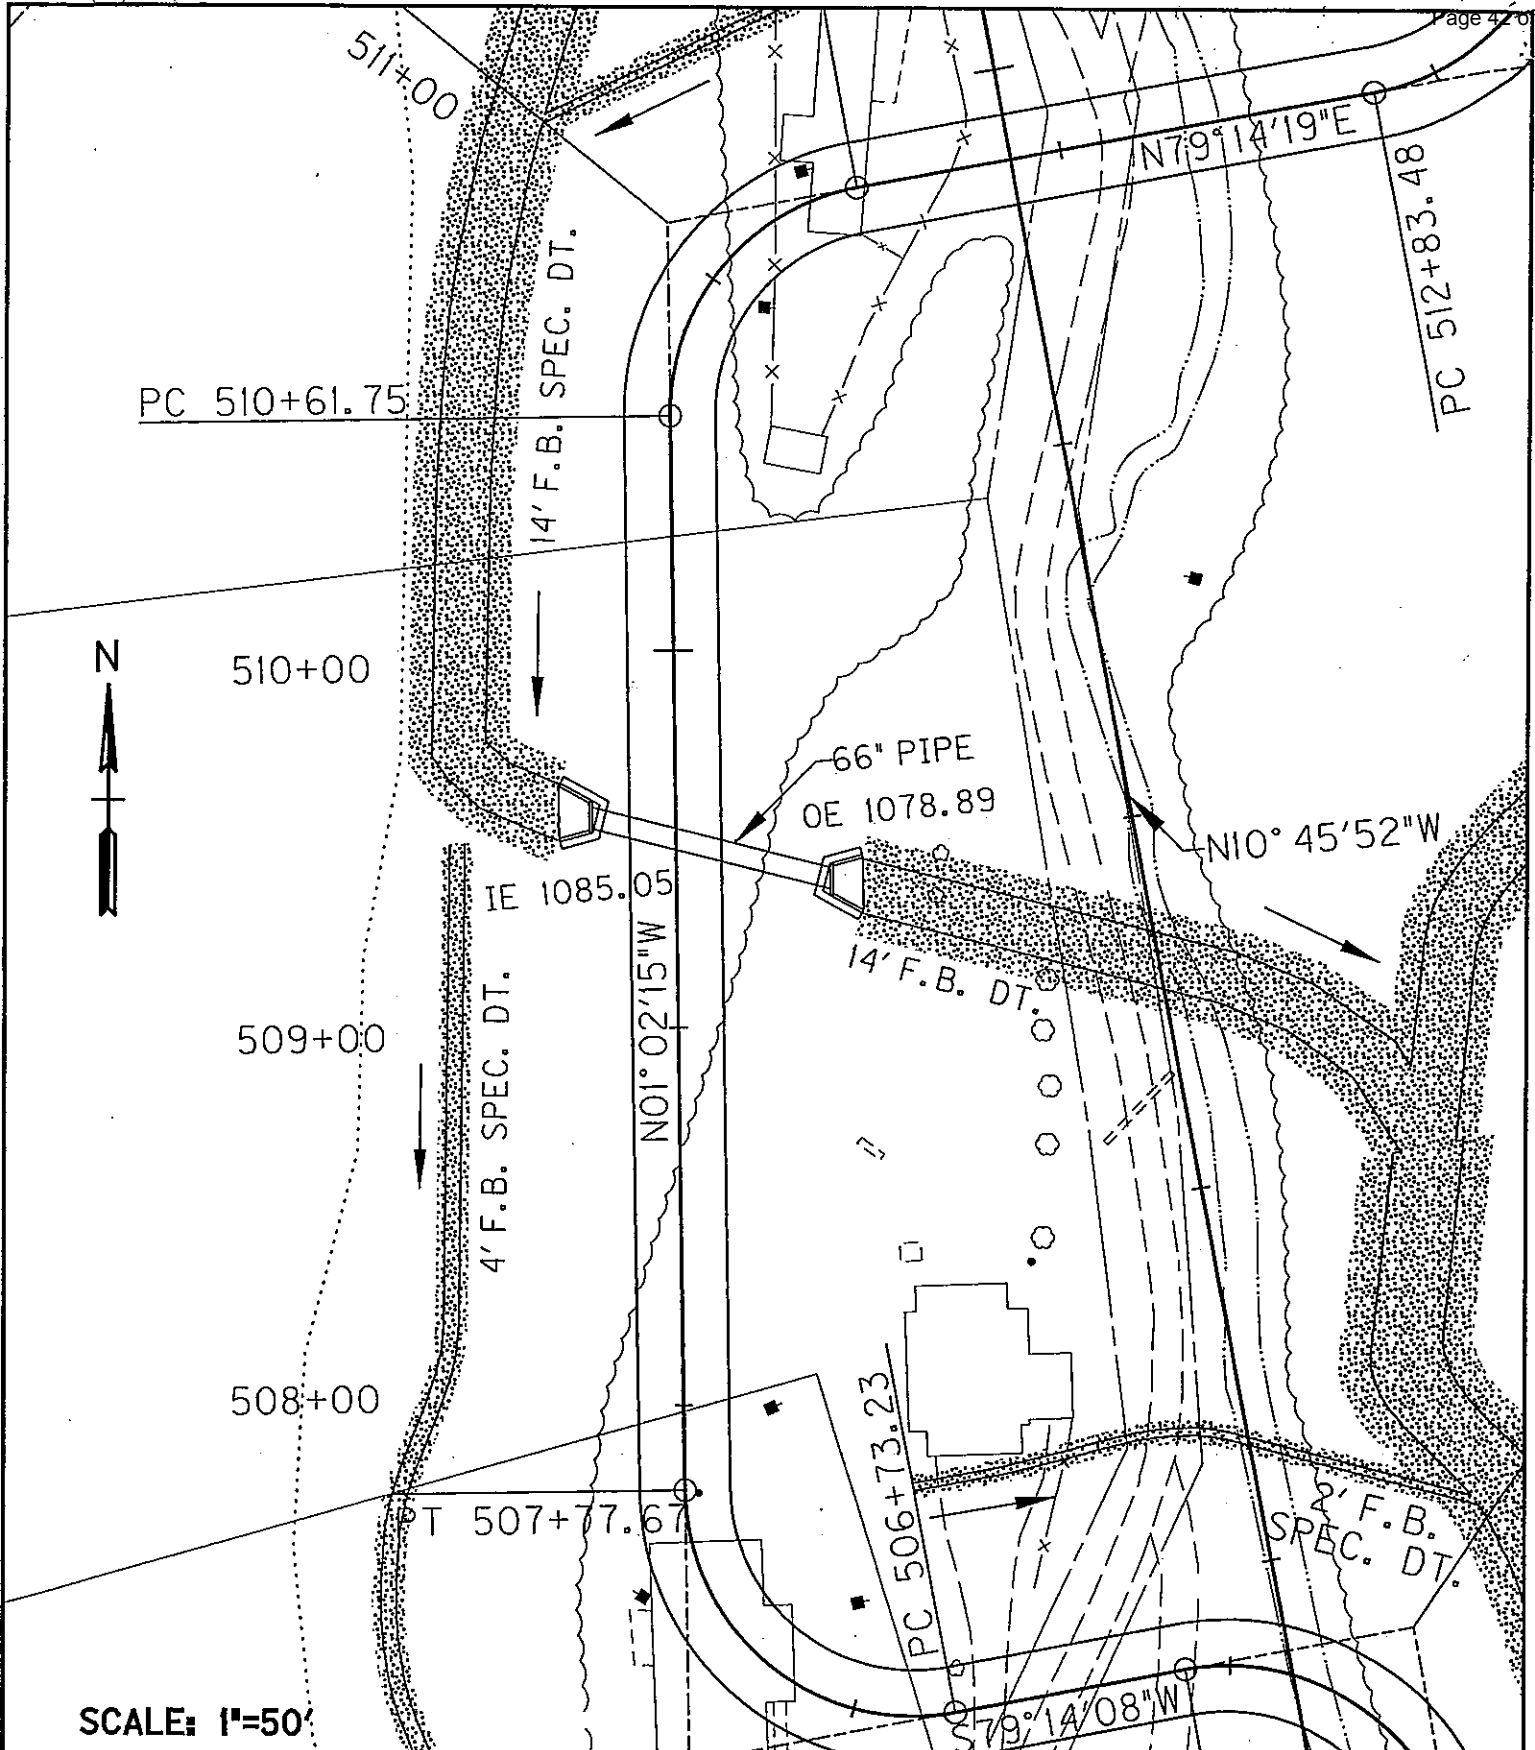 Page 42 o
511+00
N79°14'19"E
PC 512+83.48
14' F.B. SPEC. DT.
PC 510+61.75
N
510+00
66" PIPE
OE 1078.89
N10°45'52"W
IE 1085.05
14' F.B. DT.
N01°02'15"W
509+00
4' F.B. SPEC. DT.
508+00
PC 506+73.23
PT 507+77.67
2' F.B.
SPEC. DT.
S79°14'08"W
SCALE: 1"=50'